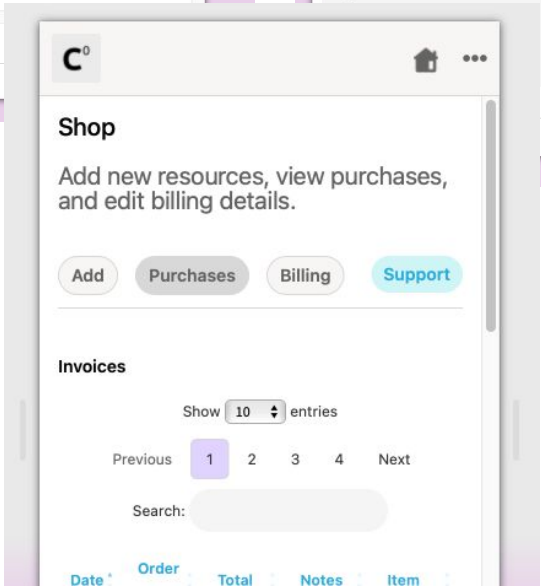 C⁰
•••
Shop
Add new resources, view purchases,
and edit billing details.
Add Purchases Billing Support
Invoices
Show 10 entries
Previous 1 2 3 4 Next
Search:
Order
Date Total Notes Item